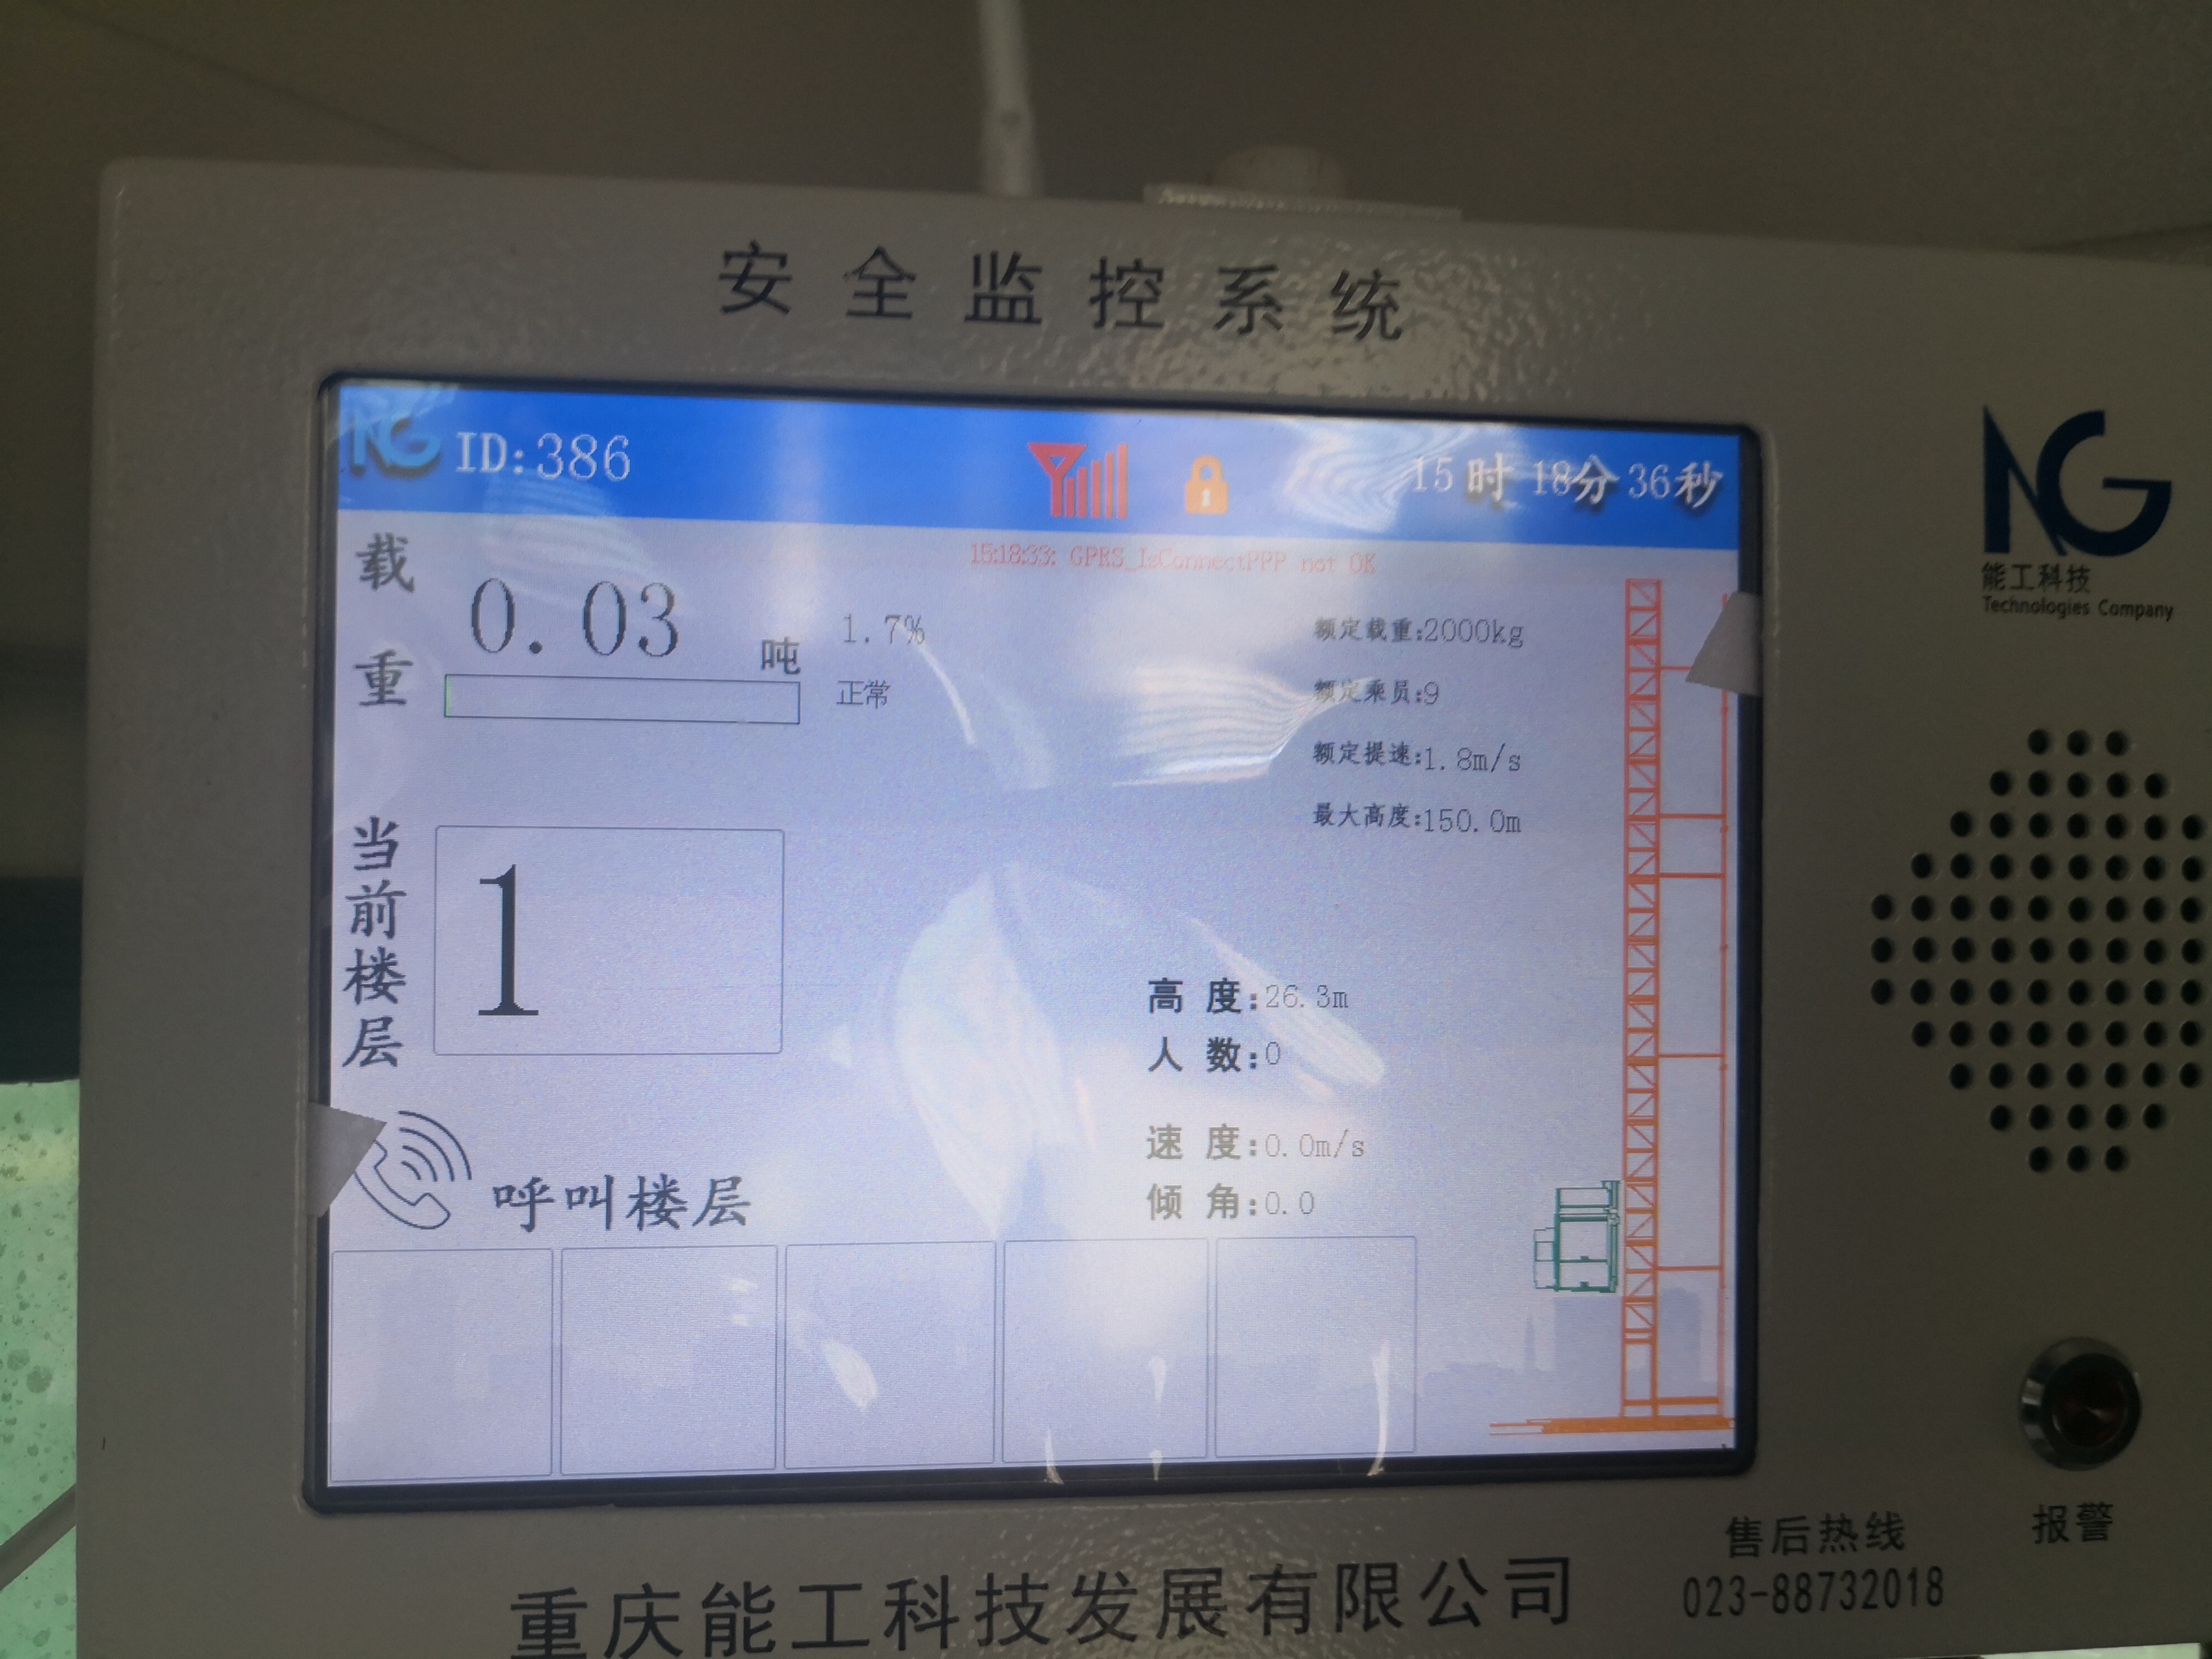 安全监控系统
NG ID:386 15时 18分 36秒
15:18:33: GPRS_IsConnectPPP not OK
载重 0.03 吨 1.7%
正常
额定载重:2000kg
额定乘员:9
额定提速:1.8m/s
最大高度:150.0m
当前楼层 1
高 度:26.3m
人 数:0
速 度:0.0m/s
倾 角:0.0
呼叫楼层
NG
能工科技
Technologies Company
报警
售后热线
023-88732018
重庆能工科技发展有限公司